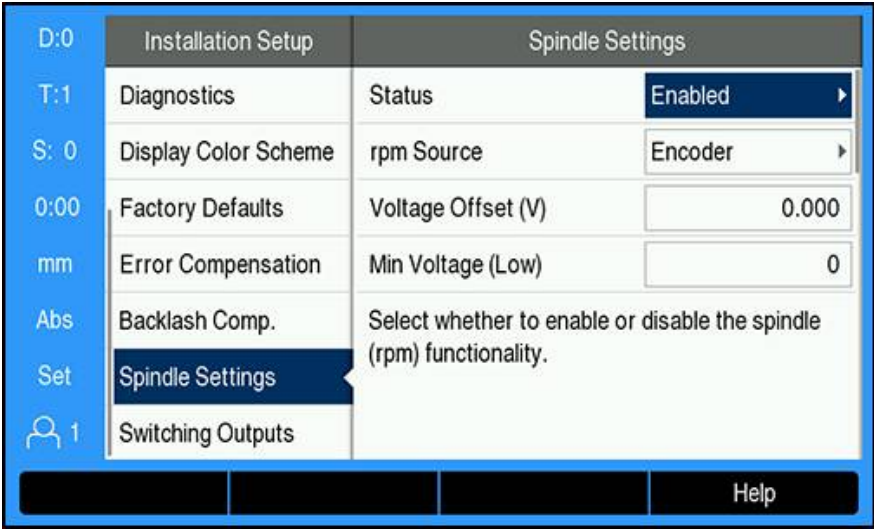 D:0
T:1
S: 0
0:00
mm
Abs
Set
1
Installation Setup
Diagnostics
Display Color Scheme
Factory Defaults
Error Compensation
Backlash Comp.
Spindle Settings
Switching Outputs
Spindle Settings
Status Enabled
rpm Source Encoder
Voltage Offset (V) 0.000
Min Voltage (Low) 0
Select whether to enable or disable the spindle
(rpm) functionality.
Help